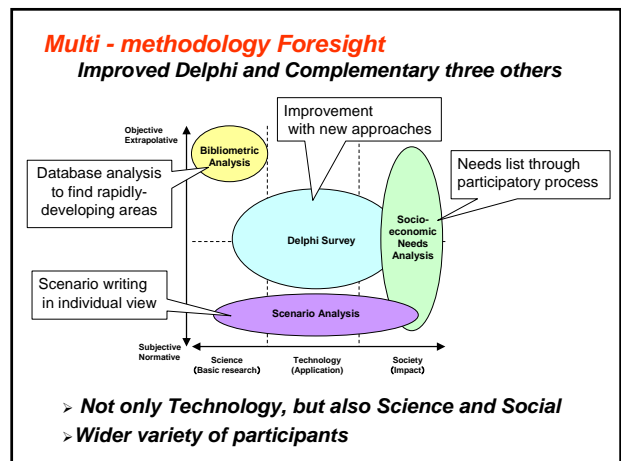 Multi - methodology Foresight
Improved Delphi and Complementary three others
Improvement
with new approaches
Objective
Extrapolative
Bibliometric
Analysis
Needs list through
participatory process
Database analysis
to find rapidly-
developing areas
Socio-
economic
Needs
Analysis
Delphi Survey
Scenario writing
in individual view
Scenario Analysis
Subjective
Normative
Science
(Basic research)
Technology
(Application)
Society
(Impact)
➢ Not only Technology, but also Science and Social
➢ Wider variety of participants